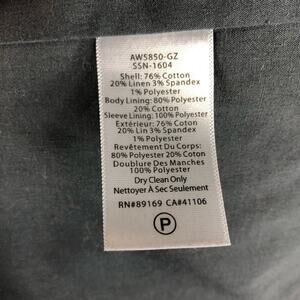 AW5850-GZ
SSN-1604
Shell: 76% Cotton
20% Linen 3% Spandex
1% Polyester
Body Lining: 80% Polyester
20% Cotton
Sleeve Lining: 100% Polyester
Extérieur: 76% Cotton
20% Linen 3% Spandex
1% Polyester
Revêtement Du Corps:
80% Polyester 20% Coton
Doublure Des Manches
100% Polyester
Dry Clean Only
Nettoyer À Sec Seulement
RN#89169 CA#41106
P